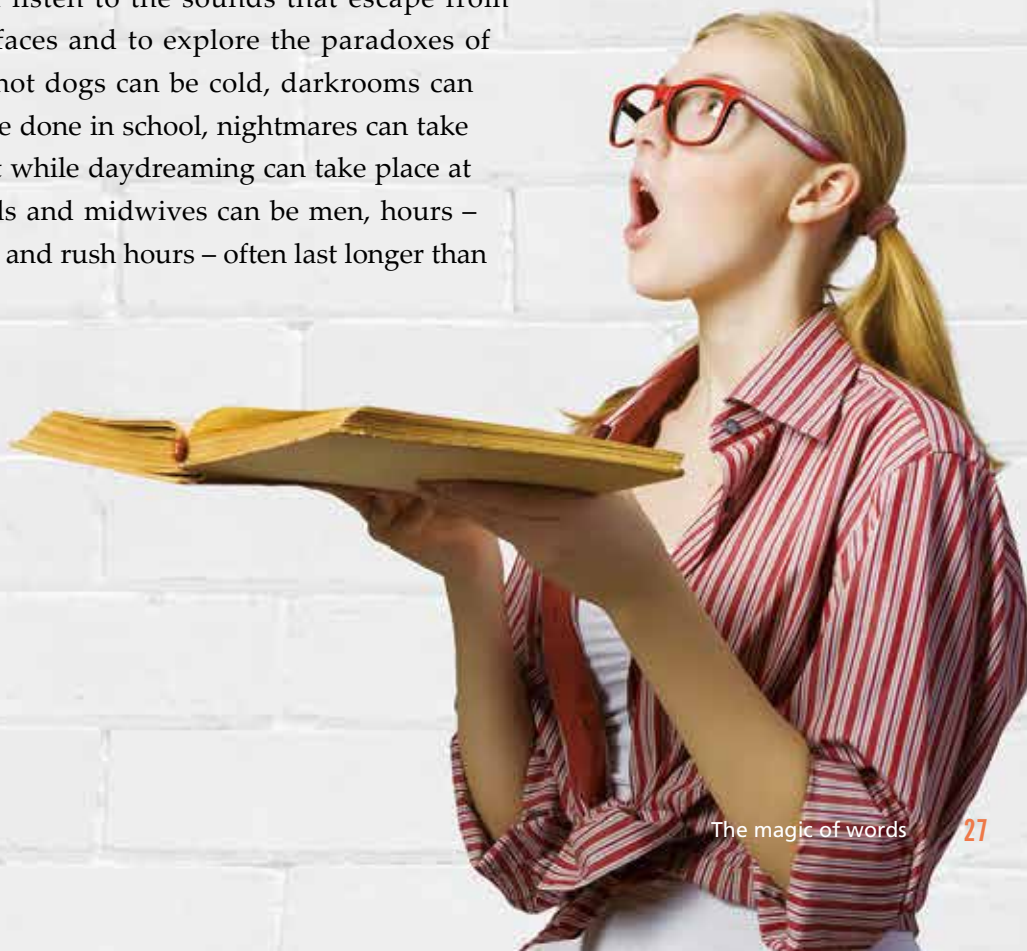 listen to the sounds that escape from
faces and to explore the paradoxes of
hot dogs can be cold, darkrooms can
e done in school, nightmares can take
while daydreaming can take place at
ls and midwives can be men, hours –
and rush hours – often last longer than
The magic of words 27